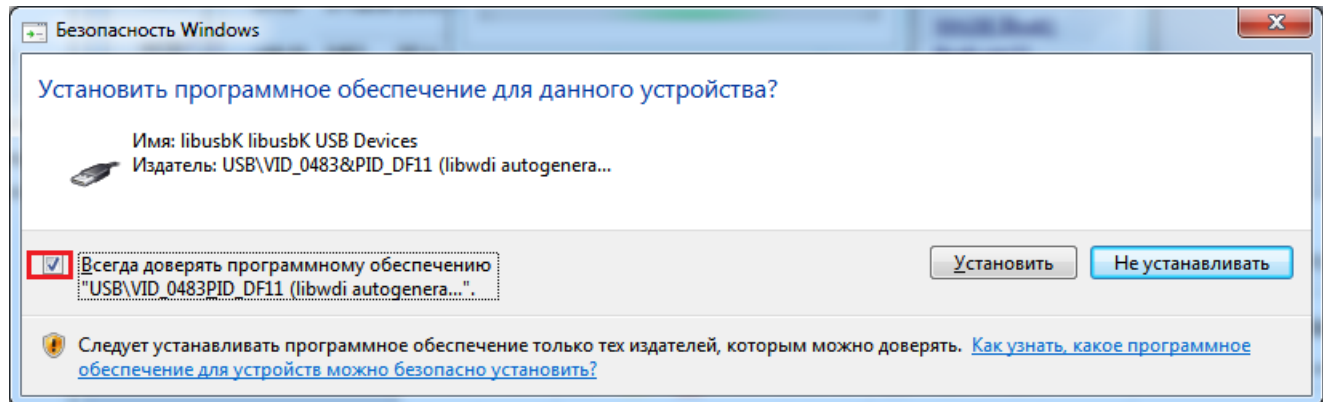 Безопасность Windows
Установить программное обеспечение для данного устройства?
Имя: libusbK libusbK USB Devices
Издатель: USB\VID_0483&PID_DF11 (libwdi autogenera...
Всегда доверять программному обеспечению
"USB\VID_0483PID_DF11 (libwdi autogenera...".
Установить
Не устанавливать
Следует устанавливать программное обеспечение только тех издателей, которым можно доверять. Как узнать, какое программное
обеспечение для устройств можно безопасно установить?